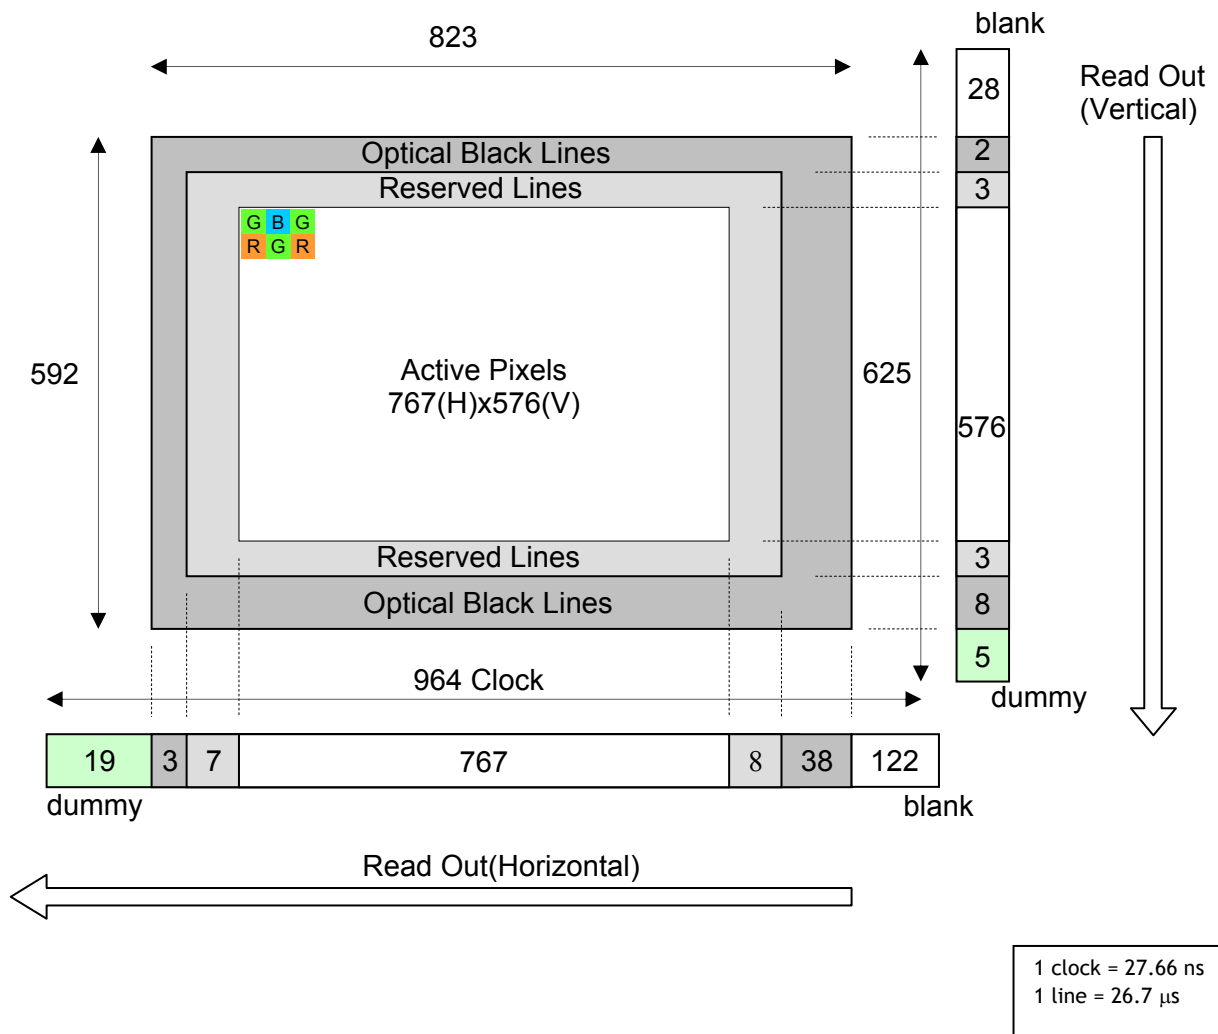 blank
823
28
Read Out
(Vertical)
Optical Black Lines
2
Reserved Lines
3
G B G
R G R
592
Active Pixels
767(H)x576(V)
625
576
Reserved Lines
3
Optical Black Lines
8
5
964 Clock
dummy
19 3 7 767 8 38 122
dummy
blank
Read Out(Horizontal)
1 clock = 27.66 ns
1 line = 26.7 μs